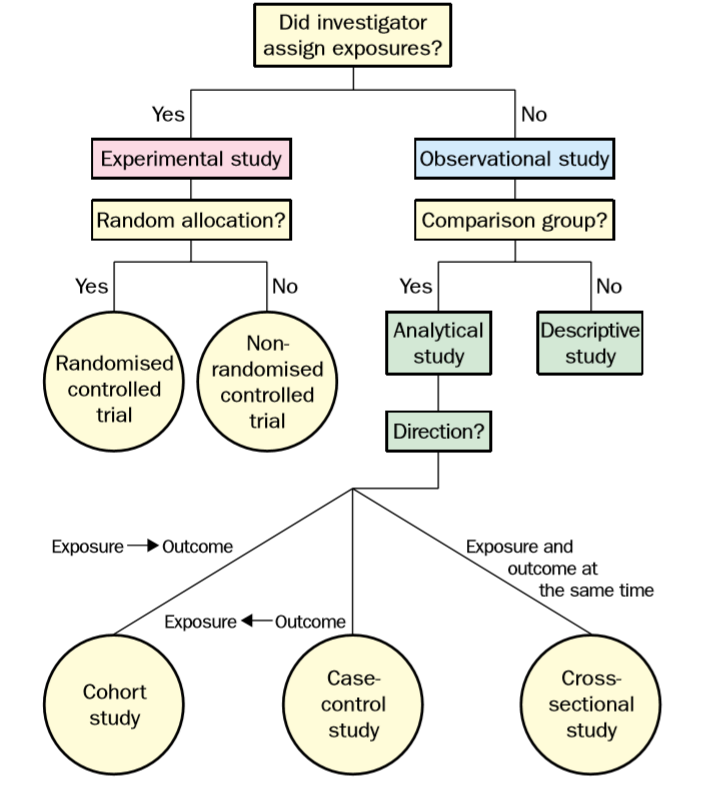 Did investigator
assign exposures?
Yes
No
Experimental study
Observational study
Random allocation?
Comparison group?
Yes
No
Yes
No
Randomised
controlled
trial
Non-
randomised
controlled
trial
Analytical
study
Descriptive
study
Direction?
Exposure → Outcome
Exposure and
outcome at
the same time
Exposure ← Outcome
Cohort
study
Case-
control
study
Cross-
sectional
study